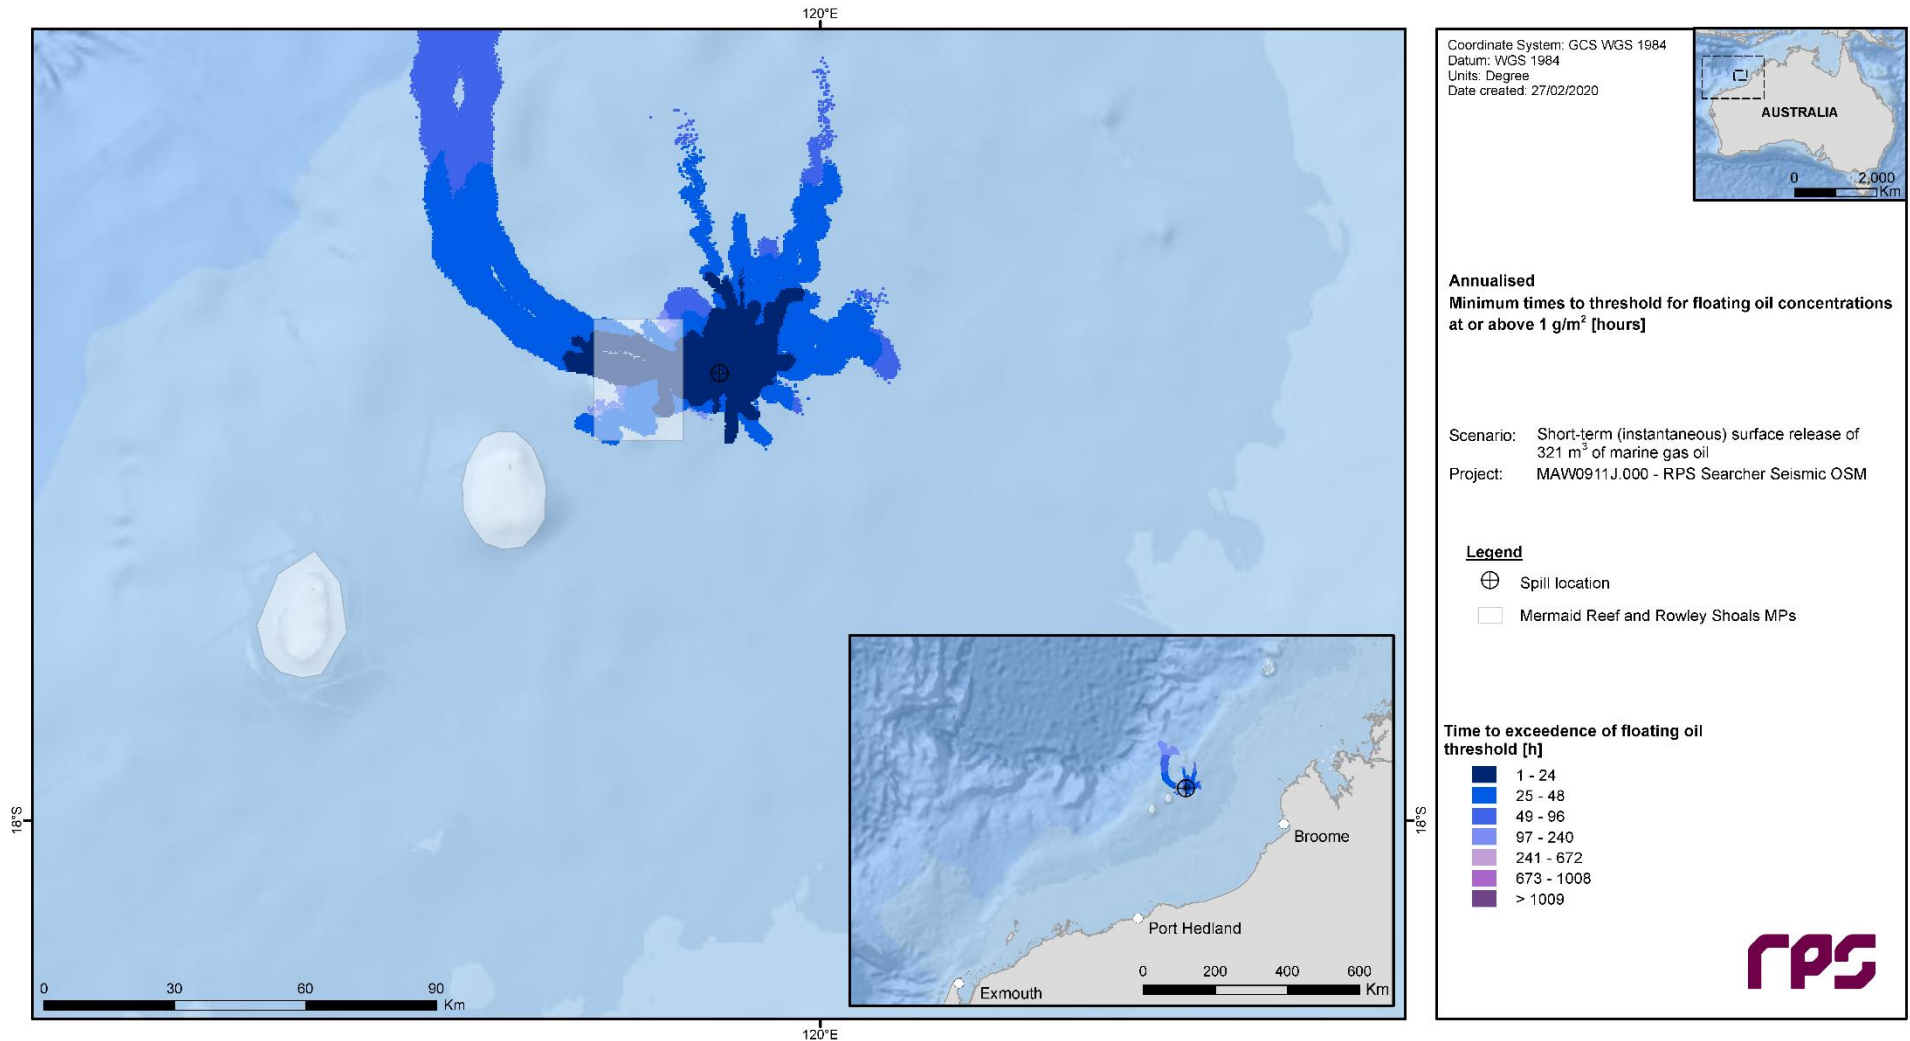 120°E
18°S
18°S
120°E
0 30 60 90
Km
Broome
Port Hedland
Exmouth
0 200 400 600
Km
Coordinate System: GCS WGS 1984
Datum: WGS 1984
Units: Degree
Date created: 27/02/2020
AUSTRALIA
0 2,000
Km
Annualised
Minimum times to threshold for floating oil concentrations
at or above 1 g/m² [hours]
Scenario: Short-term (instantaneous) surface release of
321 m³ of marine gas oil
Project: MAW0911J.000 - RPS Searcher Seismic OSM
Legend
Spill location
Mermaid Reef and Rowley Shoals MPs
Time to exceedence of floating oil
threshold [h]
1 - 24
25 - 48
49 - 96
97 - 240
241 - 672
673 - 1008
> 1009
rps